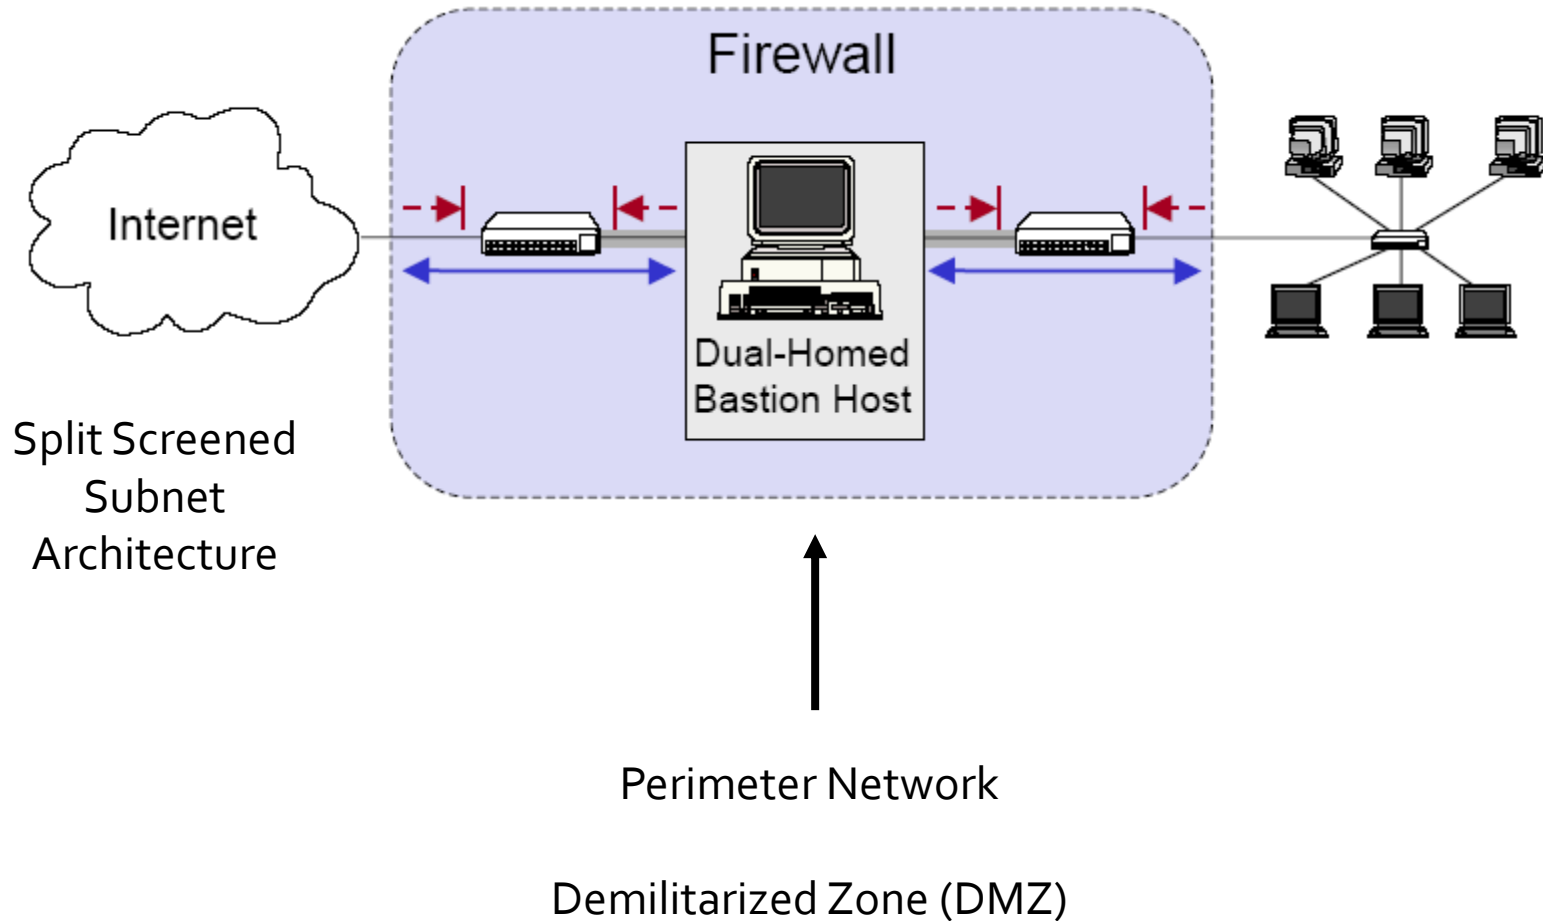 Firewall
Internet
Dual-Homed
Bastion Host
Split Screened
Subnet
Architecture
Perimeter Network
Demilitarized Zone (DMZ)